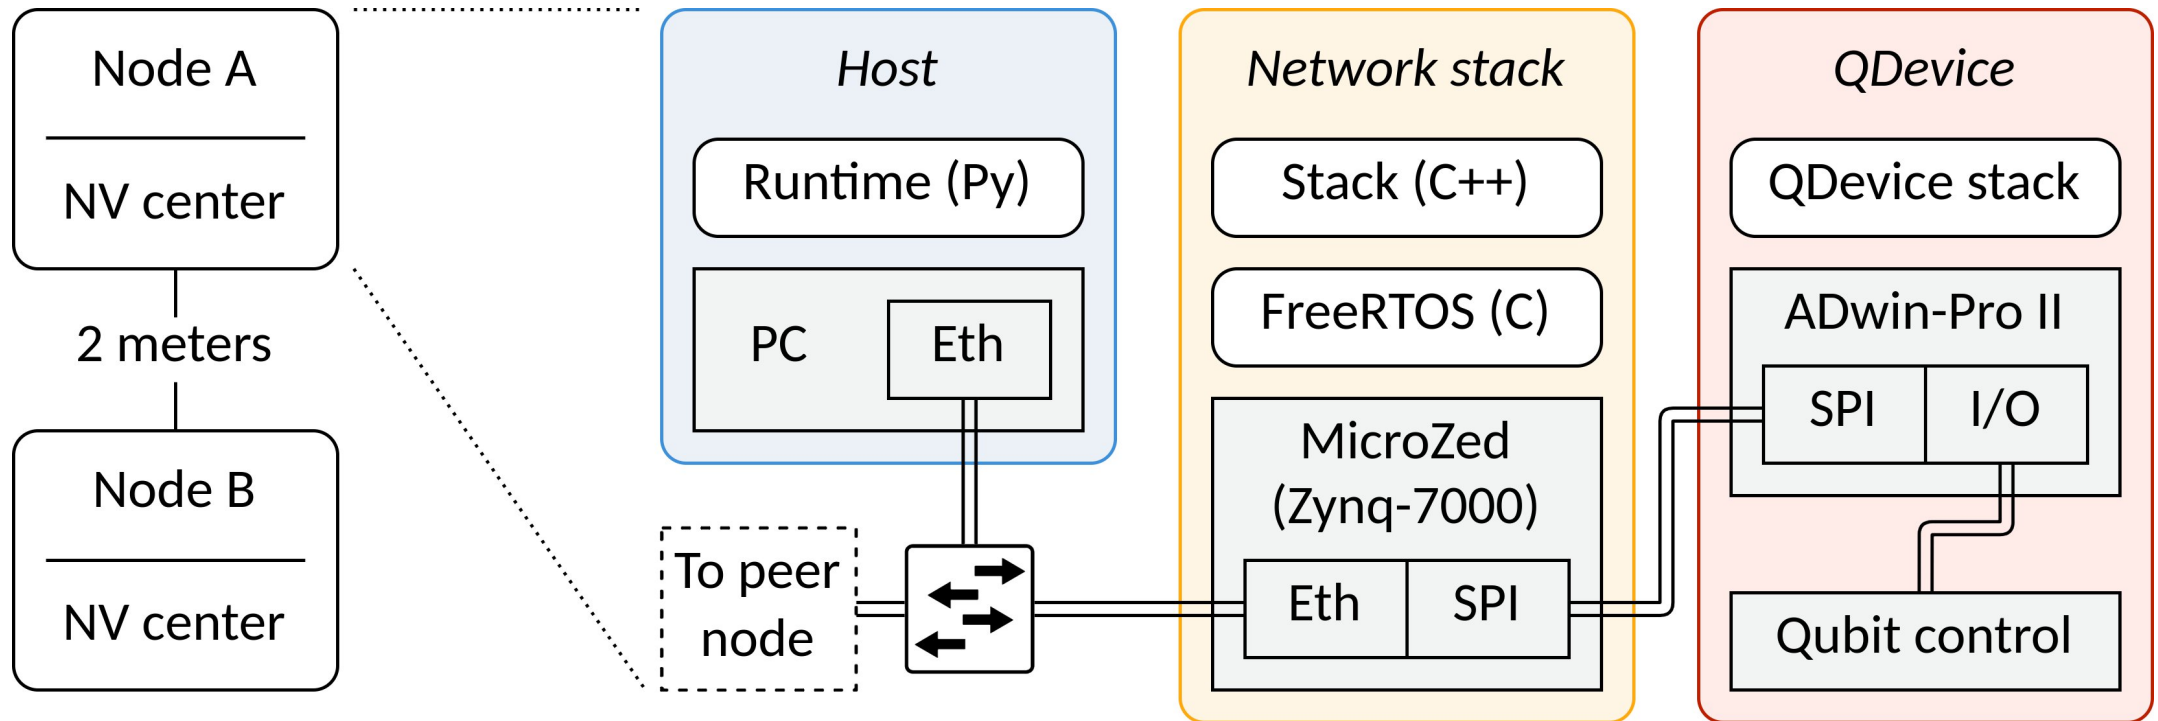 Node A
NV center
2 meters
Node B
NV center
Host
Runtime (Py)
PC
Eth
To peer
node
Network stack
Stack (C++)
FreeRTOS (C)
MicroZed
(Zynq-7000)
Eth
SPI
QDevice
QDevice stack
ADwin-Pro II
SPI
I/O
Qubit control